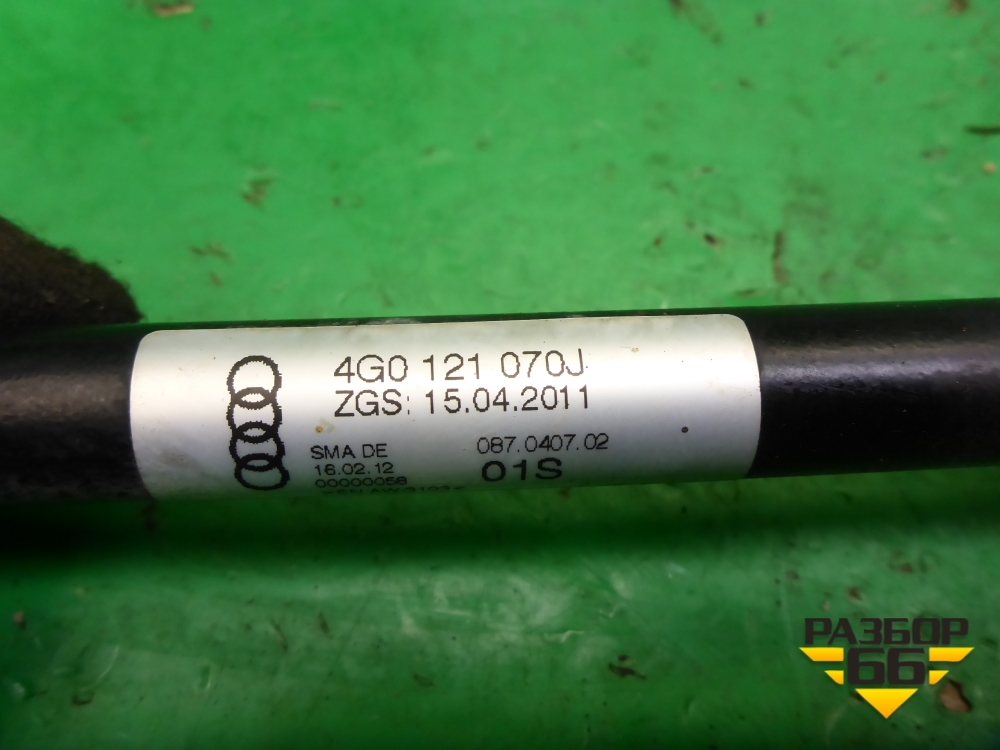 4G0 121 070J
ZGS: 15.04.2011
SMA DE 087.0407.02
16.02.12 01S
00000058
РАЗБОР
66